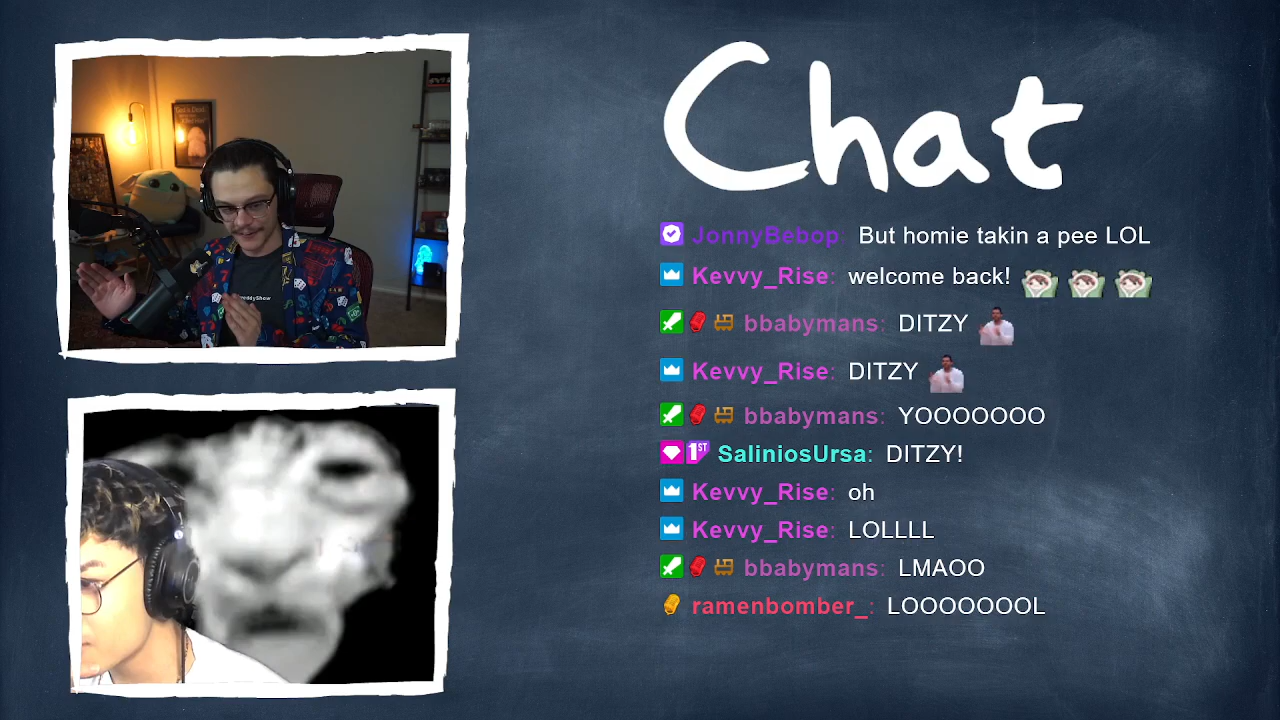 Chat
JonnyBebop: But homie takin a pee LOL
Kevvy_Rise: welcome back!
bbabymans: DITZY
Kevvy_Rise: DITZY
bbabymans: YOOOOOOO
1ST SaliniosUrsa: DITZY!
Kevvy_Rise: oh
Kevvy_Rise: LOLLLL
bbabymans: LMAOO
ramenbomber_: LOOOOOOOL